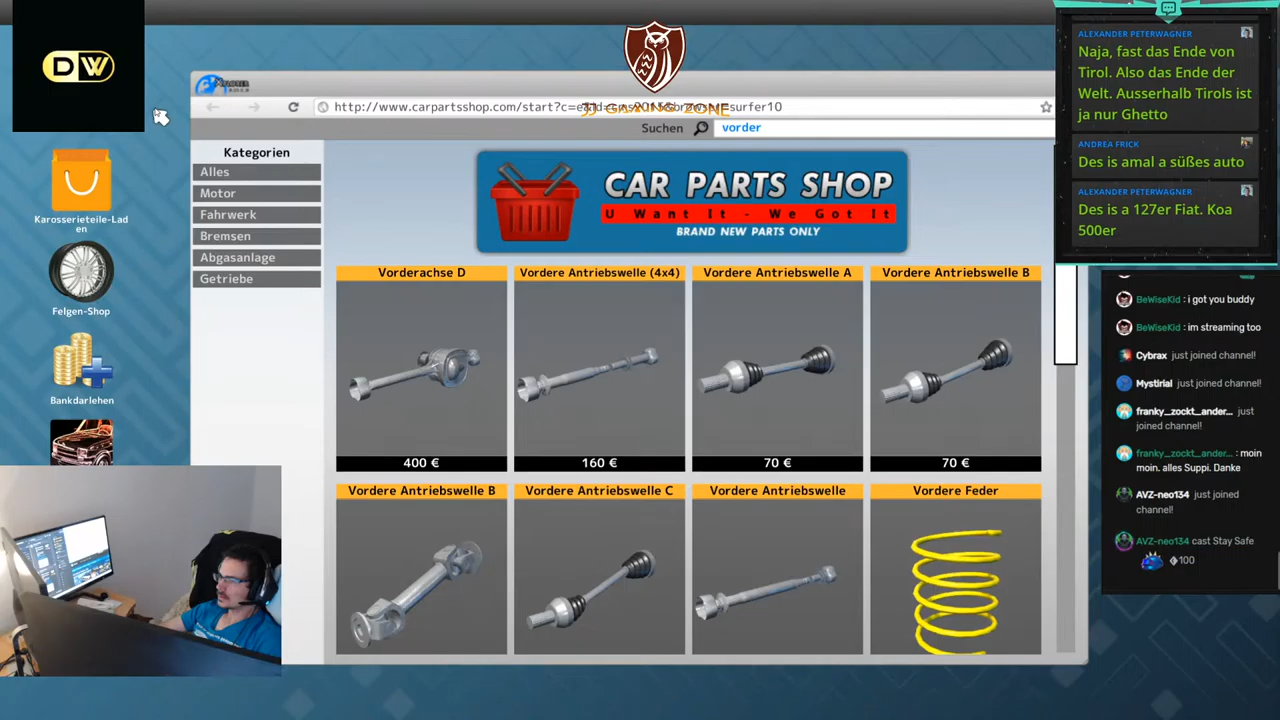 DW
ALEXANDER PETERWAGNER
Naja, fast das Ende von
Tirol. Also das Ende der
Welt. Ausserhalb Tirols ist
ja nur Ghetto
ANDREA FRICK
Des is amal a süßes auto
ALEXANDER PETERWAGNER
Des is a 127er Fiat. Koa
500er
http://www.carpartsshop.com/start?c=
surfer10
JJ GAMING ZONE
Suchen
vorder
Kategorien
Alles
Motor
Fahrwerk
Bremsen
Abgasanlage
Getriebe
CAR PARTS SHOP
U Want It - We Got It
BRAND NEW PARTS ONLY
Karosserieteile-Lad
en
Felgen-Shop
Bankdarlehen
Vorderachse D
Vordere Antriebswelle (4x4)
Vordere Antriebswelle A
Vordere Antriebswelle B
400 €
160 €
70 €
70 €
Vordere Antriebswelle B
Vordere Antriebswelle C
Vordere Antriebswelle
Vordere Feder
BeWiseKid : i got you buddy
BeWiseKid : im streaming too
Cybrax just joined channel!
Mystirial just joined channel!
franky_zockt_ander... just
joined channel!
franky_zockt_ander... : moin
moin. alles Suppi. Danke
AVZ-neo134 just joined
channel!
AVZ-neo134 cast Stay Safe
100